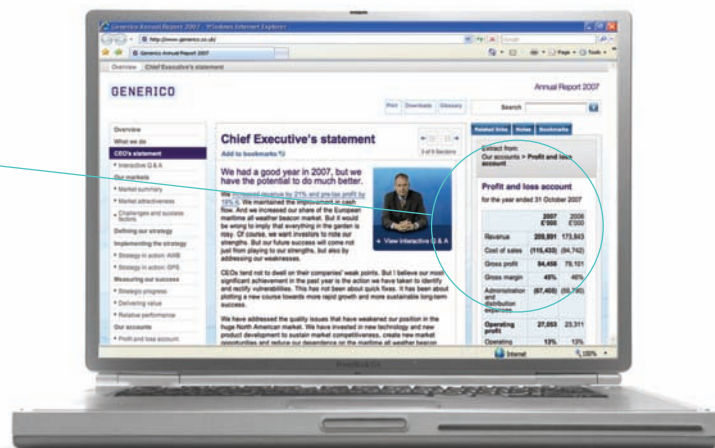 Generico Annual Report 2007 - Windows Internet Explorer
http://www.generico.co.uk/
Generico Annual Report 2007
Page
Tools
Overview
Chief Executive's statement
GENERICO
Annual Report 2007
Print
Downloads
Glossary
Search
Overview
What we do
CEO's statement
Interactive Q & A
Our markets
Market summary
Market attractiveness
Challenges and success
factors
Defining our strategy
Implementing the strategy
Strategy in action: AWB
Strategy in action: GPS
Measuring our success
Strategic progress
Delivering value
Relative performance
Our accounts
Profit and loss account
Chief Executive's statement
Add to bookmarks
3 of 5 Sections
We had a good year in 2007, but we
have the potential to do much better.
We increased revenue by 21% and pre-tax profit by
We maintained the improvement in cash
flow. And we increased our share of the European
maritime all weather beacon market. But it would
be wrong to imply that everything in the garden is
rosy. Of course, we want investors to note our
strengths. But our future success will come not
just from playing to our strengths, but also by
addressing our weaknesses.
+ View Interactive Q & A
CEOs tend not to dwell on their companies' weak points. But I believe our most
significant achievement in the past year is the action we have taken to identify
and rectify vulnerabilities. This has not been about quick fixes. It has been about
plotting a new course towards more rapid growth and more sustainable long-term
success.
We have addressed the quality issues that have weakened our position in the
huge North American market. We have invested in new technology and new
product development to sustain market competitiveness, create new market
opportunities and reduce our dependence on the maritime all weather beacon
Related links
Notes
Bookmarks
Extract from:
Our accounts > Profit and loss
account
Profit and loss
account
for the year ended 31 October 2007
2007 2006
£'000 £'000
Revenue 209,891 173,843
Cost of sales (115,433) (94,742)
Gross profit 94,458 79,101
Gross margin 45% 46%
Administration (67,405) (55,790)
and
distribution
expenses
Operating 27,053 23,311
profit
Operating 13% 13%
Internet
100%